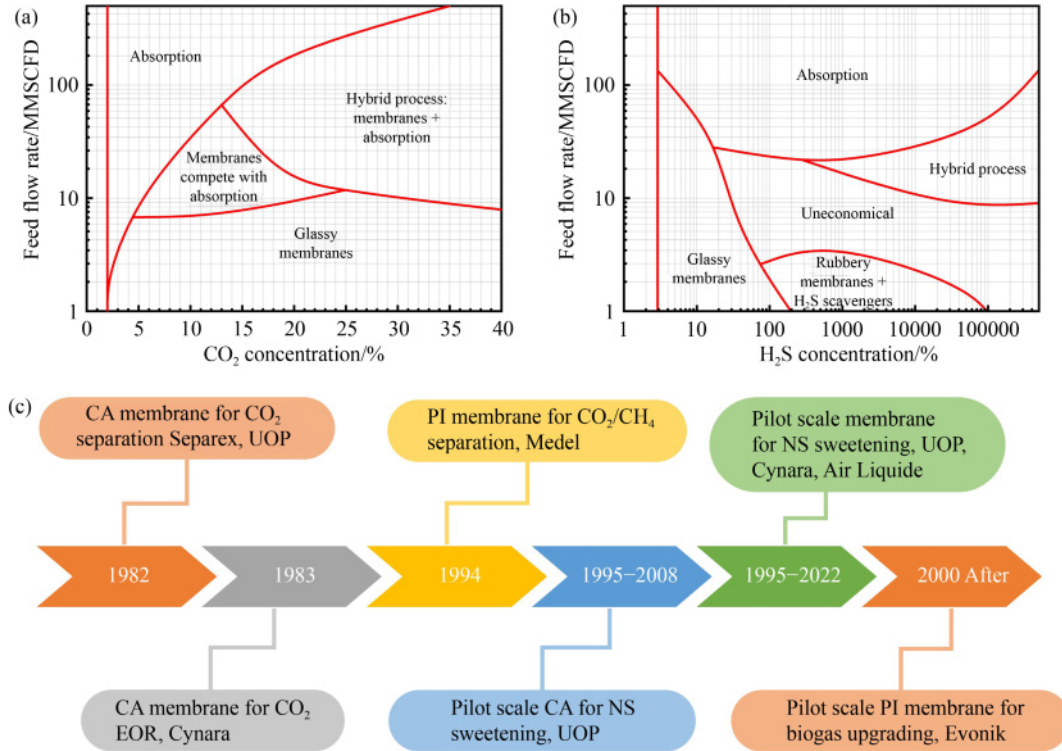 (a)
Feed flow rate/MMSCFD
100
10
1
Absorption
Hybrid process:
membranes +
absorption
Membranes
compete with
absorption
Glassy
membranes
0 5 10 15 20 25 30 35 40
CO₂ concentration/%
(b)
Feed flow rate/MMSCFD
100
10
1
Absorption
Hybrid process
Uneconomical
Glassy
membranes
Rubbery
membranes +
H₂S scavengers
1 10 100 1000 10000 100000
H₂S concentration/%
(c)
CA membrane for CO₂
separation Separex, UOP
PI membrane for CO₂/CH₄
separation, Medel
Pilot scale membrane
for NS sweetening, UOP,
Cynara, Air Liquide
1982 1983 1994 1995−2008 1995−2022 2000 After
CA membrane for CO₂
EOR, Cynara
Pilot scale CA for NS
sweetening, UOP
Pilot scale PI membrane for
biogas upgrading, Evonik